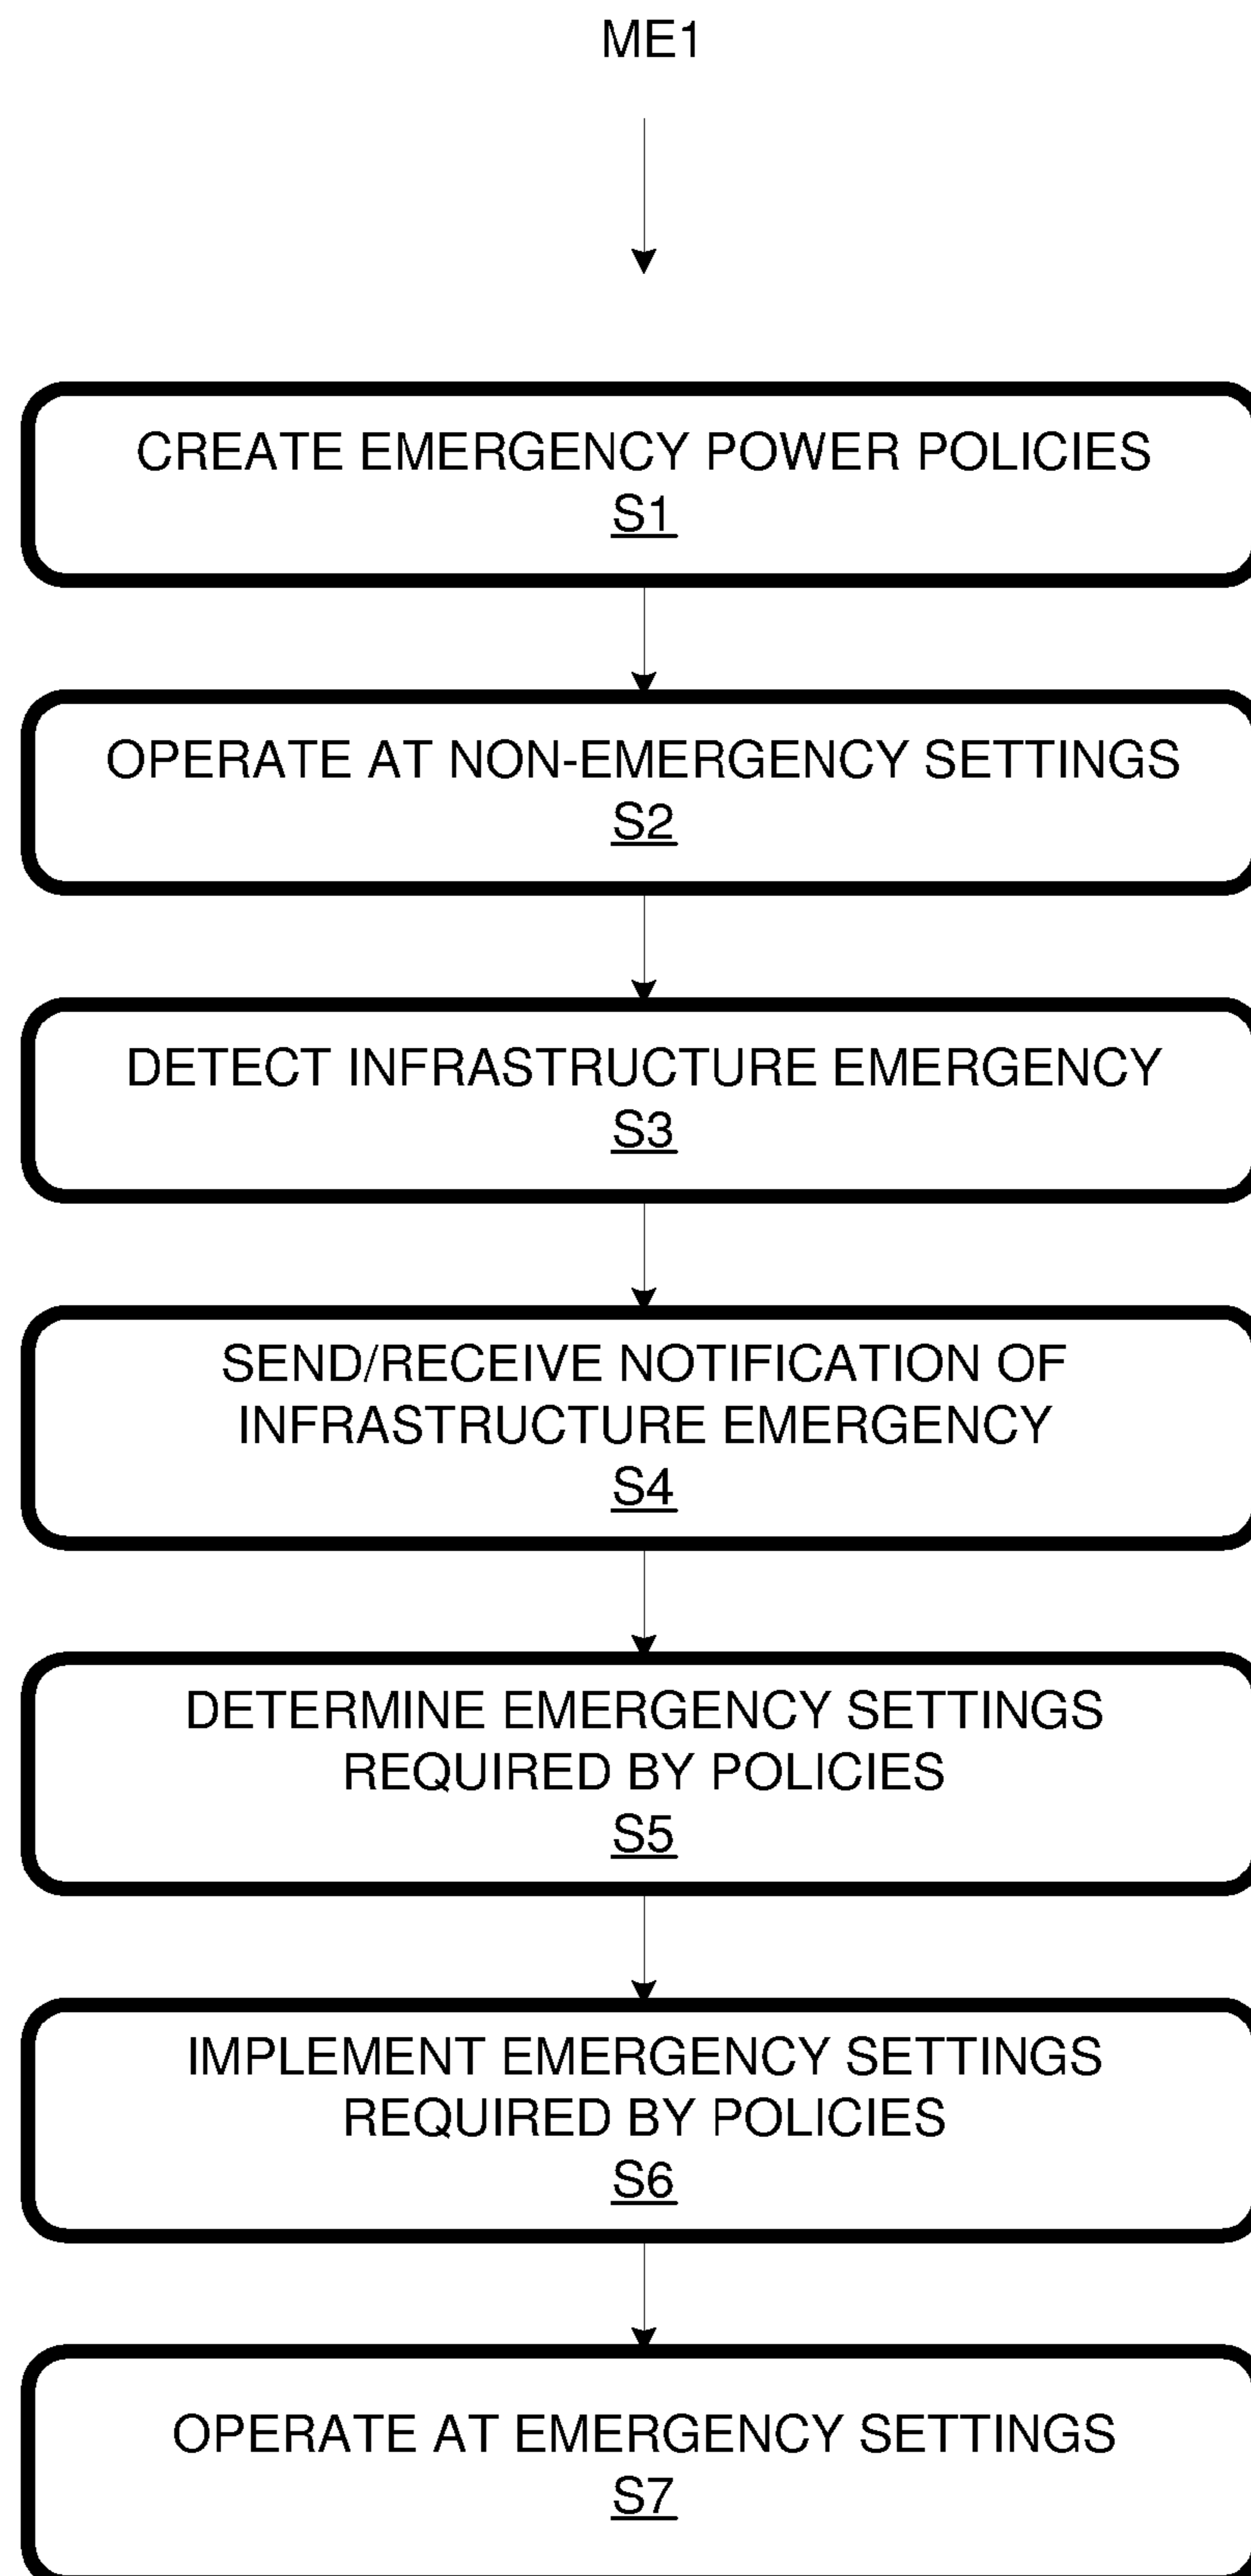 ME1
CREATE EMERGENCY POWER POLICIES
S1
OPERATE AT NON-EMERGENCY SETTINGS
S2
DETECT INFRASTRUCTURE EMERGENCY
S3
SEND/RECEIVE NOTIFICATION OF
INFRASTRUCTURE EMERGENCY
S4
DETERMINE EMERGENCY SETTINGS
REQUIRED BY POLICIES
S5
IMPLEMENT EMERGENCY SETTINGS
REQUIRED BY POLICIES
S6
OPERATE AT EMERGENCY SETTINGS
S7